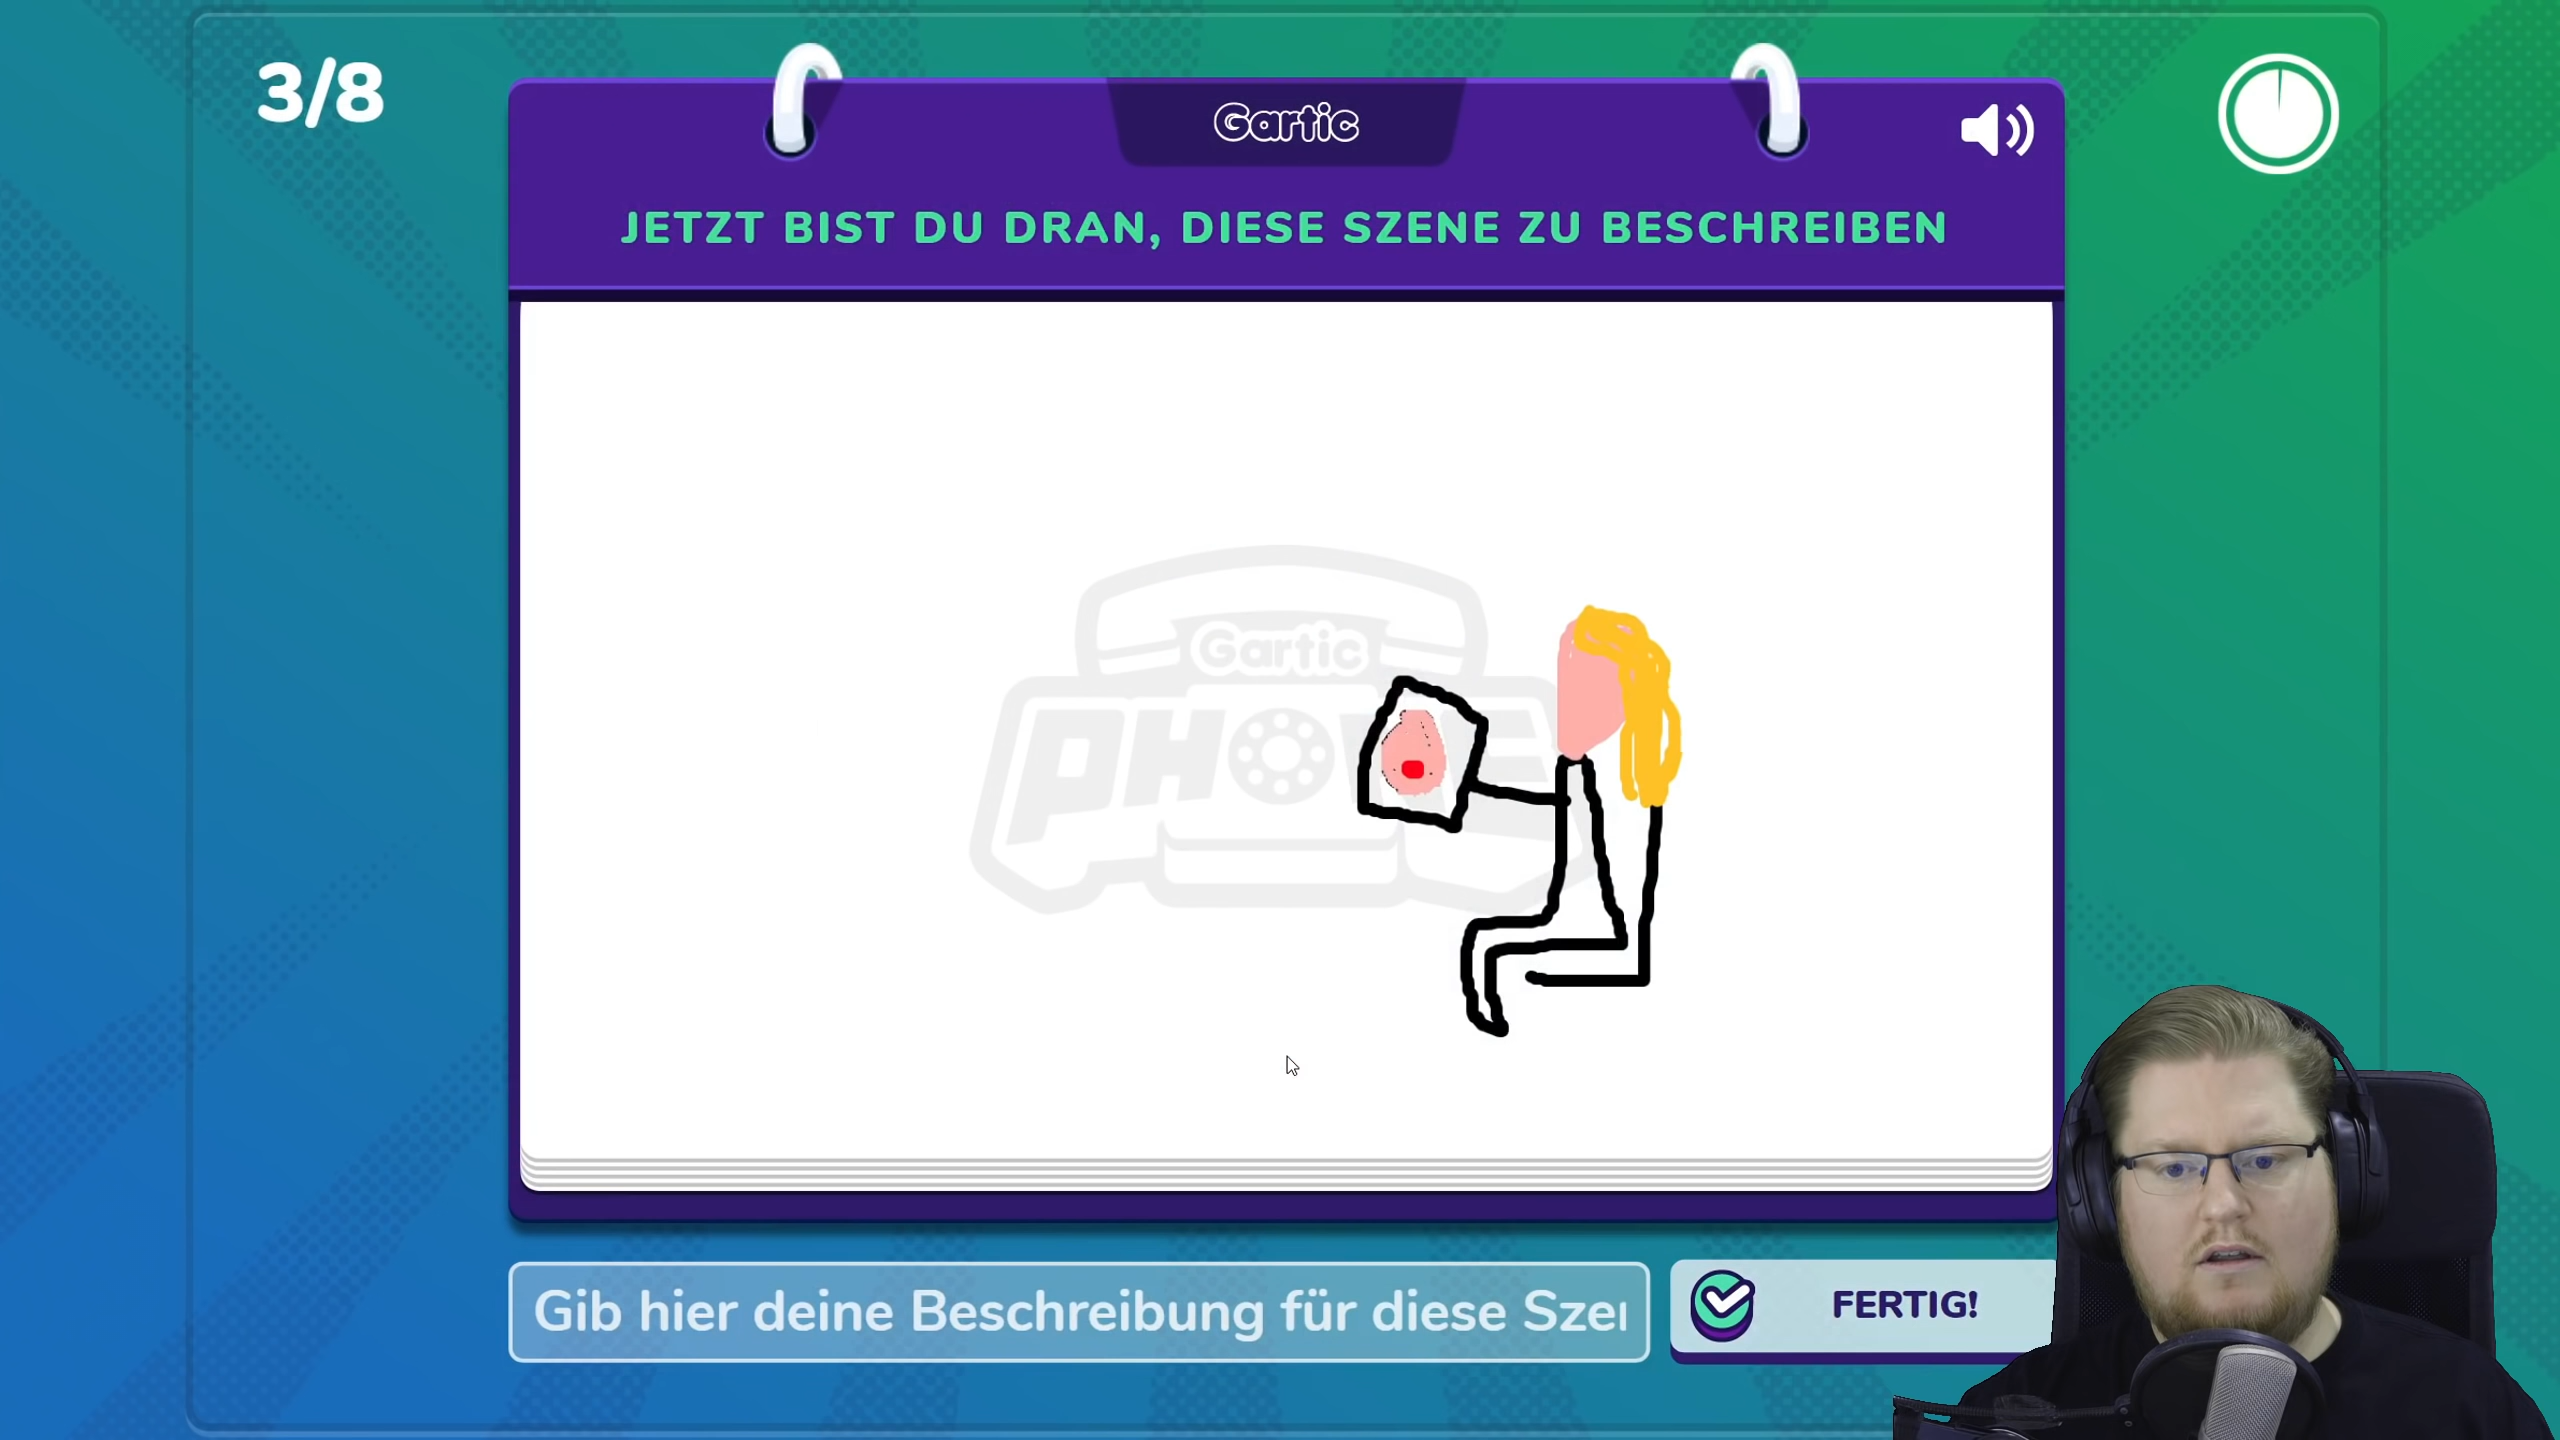 3/8
Gartic
JETZT BIST DU DRAN, DIESE SZENE ZU BESCHREIBEN
Gartic
PHONE
Gib hier deine Beschreibung für diese Szen
FERTIG!